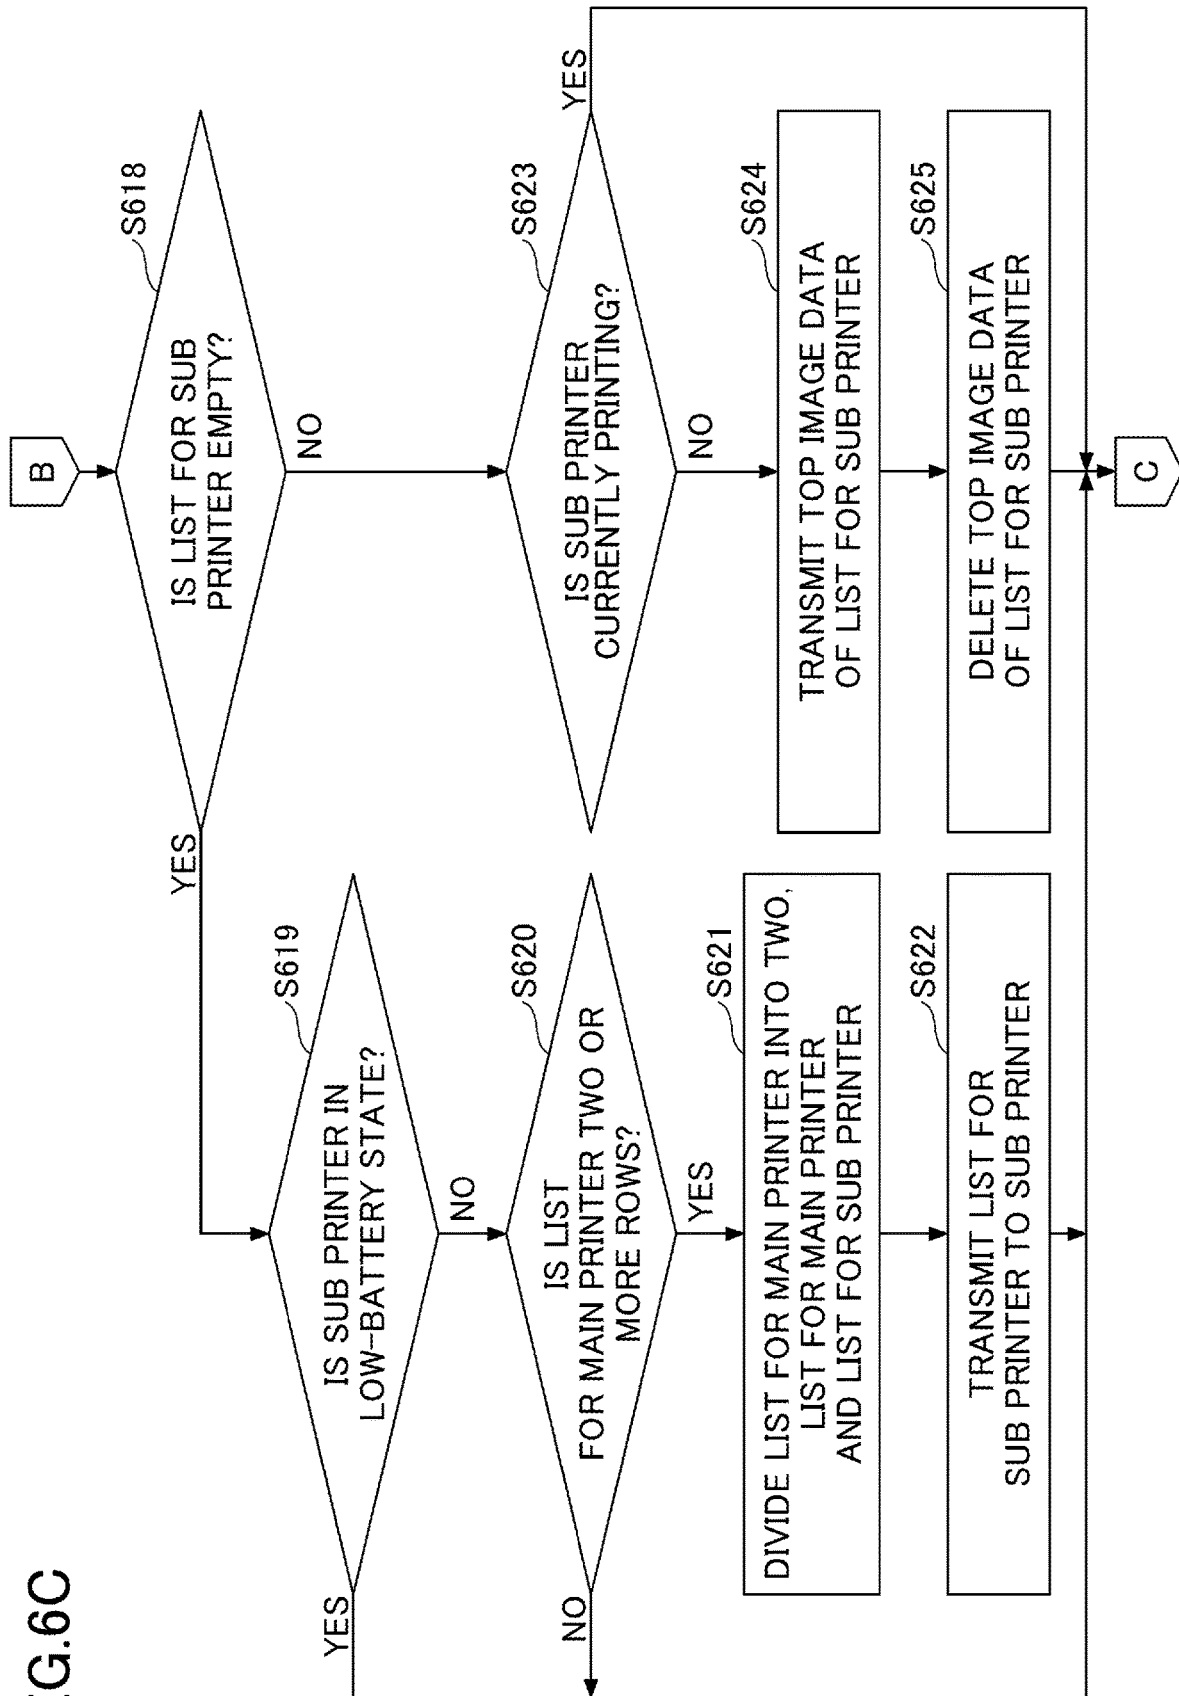 G.6C
B
S618
IS LIST FOR SUB
PRINTER EMPTY?
YES
NO
S619
IS SUB PRINTER IN
LOW-BATTERY STATE?
YES
NO
S620
IS LIST
FOR MAIN PRINTER TWO OR
MORE ROWS?
NO
YES
S621
DIVIDE LIST FOR MAIN PRINTER INTO TWO,
LIST FOR MAIN PRINTER
AND LIST FOR SUB PRINTER
S622
TRANSMIT LIST FOR
SUB PRINTER TO SUB PRINTER
S623
IS SUB PRINTER
CURRENTLY PRINTING?
YES
NO
S624
TRANSMIT TOP IMAGE DATA
OF LIST FOR SUB PRINTER
S625
DELETE TOP IMAGE DATA
OF LIST FOR SUB PRINTER
C